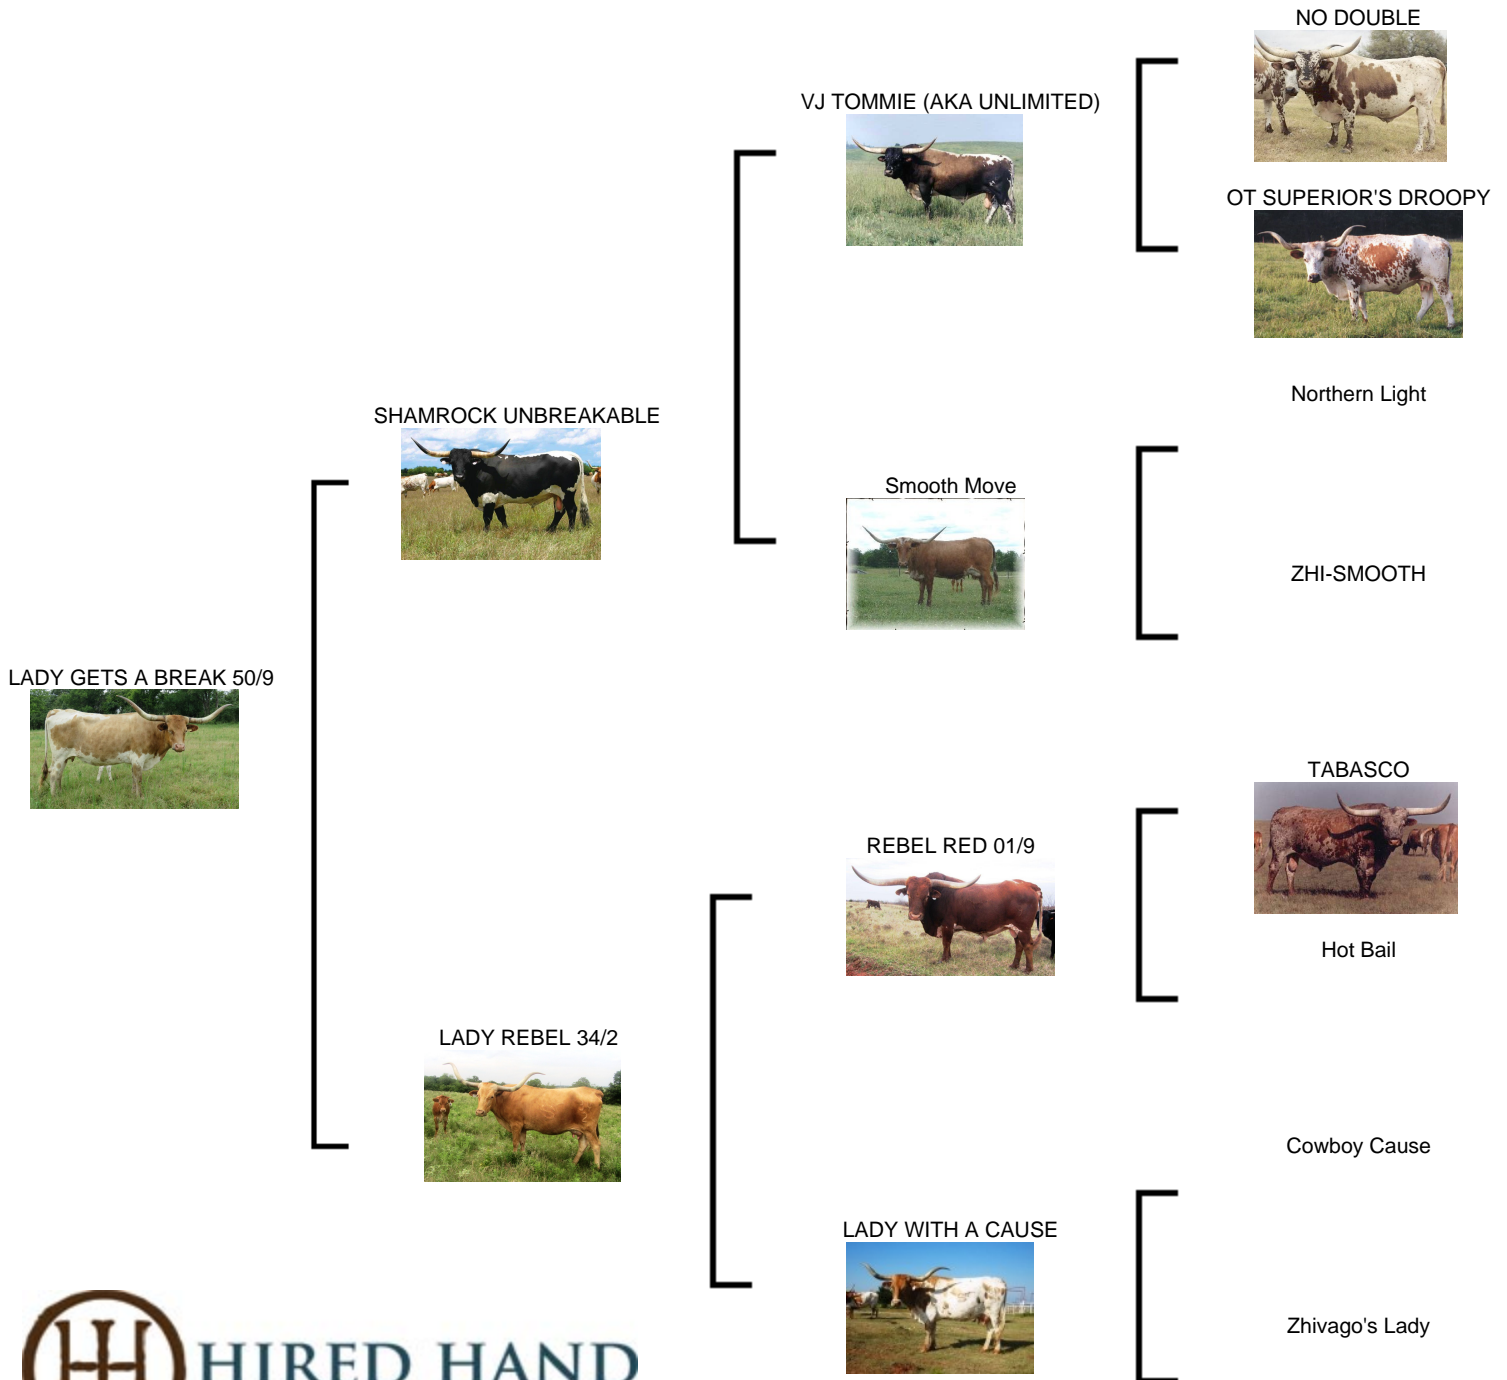 NO DOUBLE
VJ TOMMIE (AKA UNLIMITED)
OT SUPERIOR'S DROOPY
Northern Light
SHAMROCK UNBREAKABLE
Smooth Move
ZHI-SMOOTH
LADY GETS A BREAK 50/9
TABASCO
REBEL RED 01/9
Hot Bail
LADY REBEL 34/2
Cowboy Cause
LADY WITH A CAUSE
Zhivago's Lady
HIRED HAND